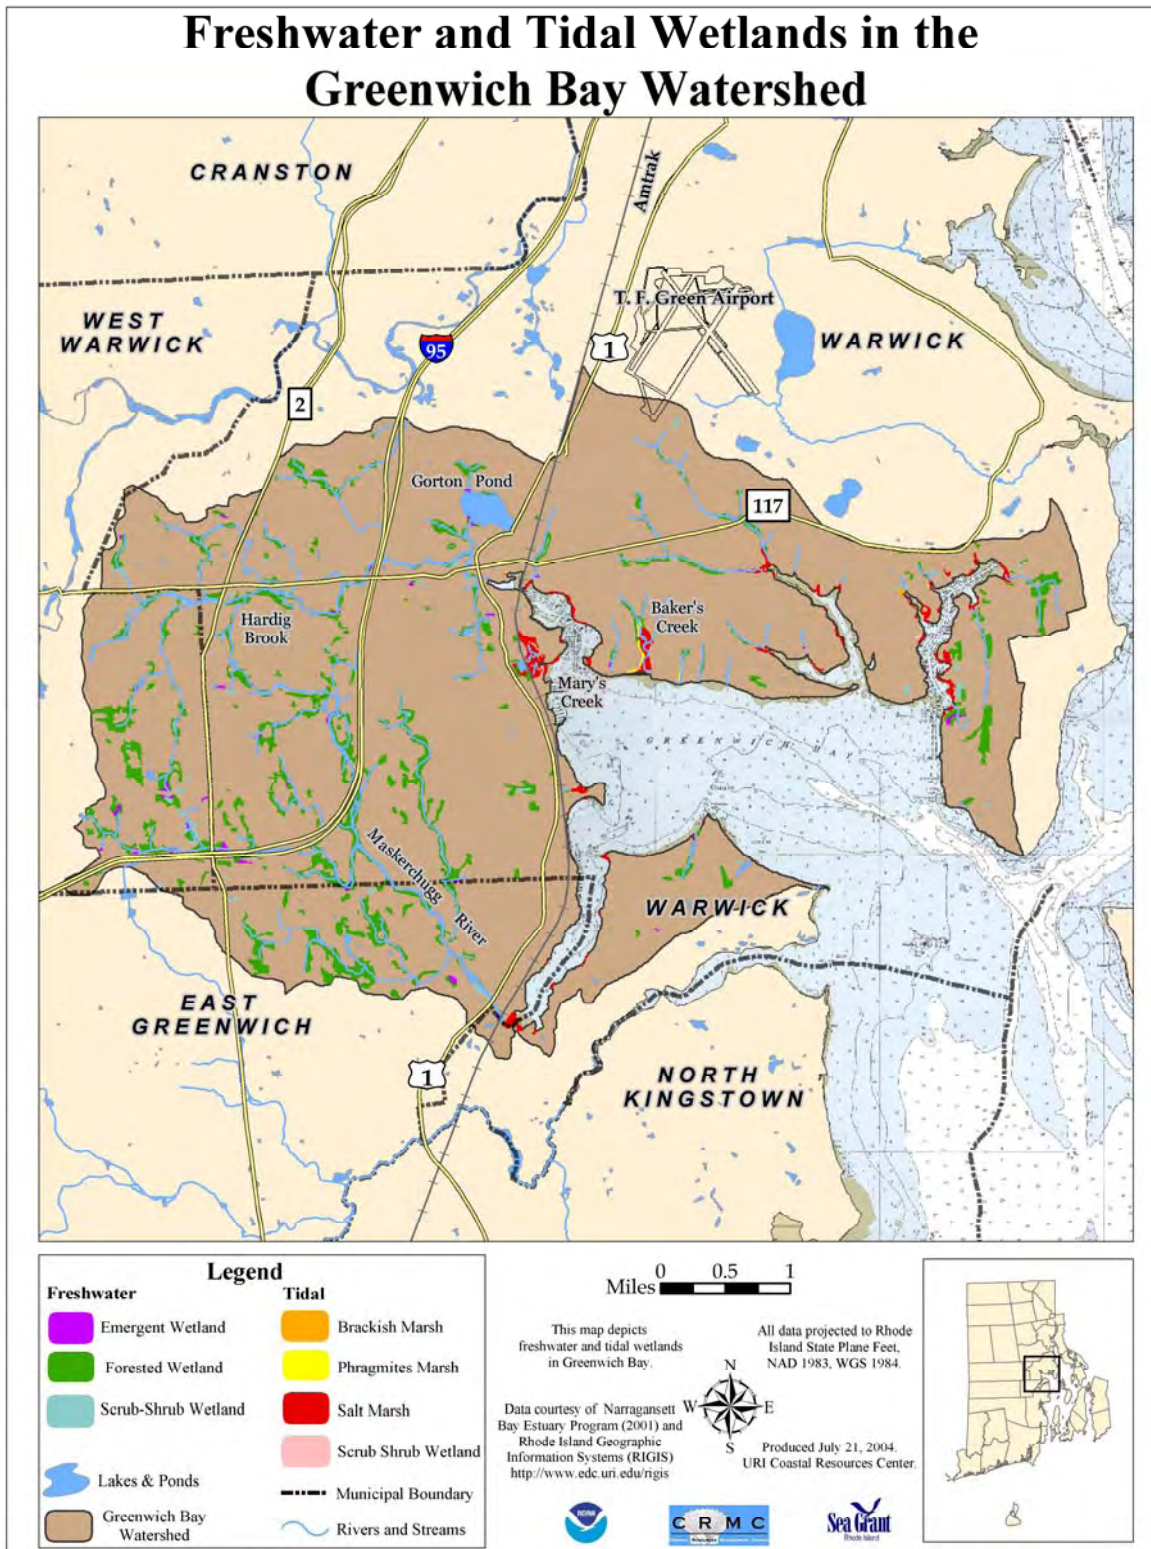 Freshwater and Tidal Wetlands in the
Greenwich Bay Watershed
CRANSTON
Amtrak
T. F. Green Airport
WEST
WARWICK
95
1
WARWICK
2
Gorton Pond
117
Hardig
Brook
Baker's
Creek
Mary's
Creek
GREENWICH BAY
Maskerchugg
River
WARWICK
EAST
GREENWICH
1
NORTH
KINGSTOWN
Legend
Freshwater
Emergent Wetland
Forested Wetland
Scrub-Shrub Wetland
Lakes & Ponds
Greenwich Bay
Watershed
Tidal
Brackish Marsh
Phragmites Marsh
Salt Marsh
Scrub Shrub Wetland
Municipal Boundary
Rivers and Streams
0 0.5 1
Miles
This map depicts
freshwater and tidal wetlands
in Greenwich Bay.
All data projected to Rhode
Island State Plane Feet,
NAD 1983, WGS 1984.
N
W E
S
Data courtesy of Narragansett
Bay Estuary Program (2001) and
Rhode Island Geographic
Information Systems (RIGIS)
http://www.edc.uri.edu/rigis
Produced July 21, 2004.
URI Coastal Resources Center.
NOAA
CRMC
Sea Grant
Rhode Island